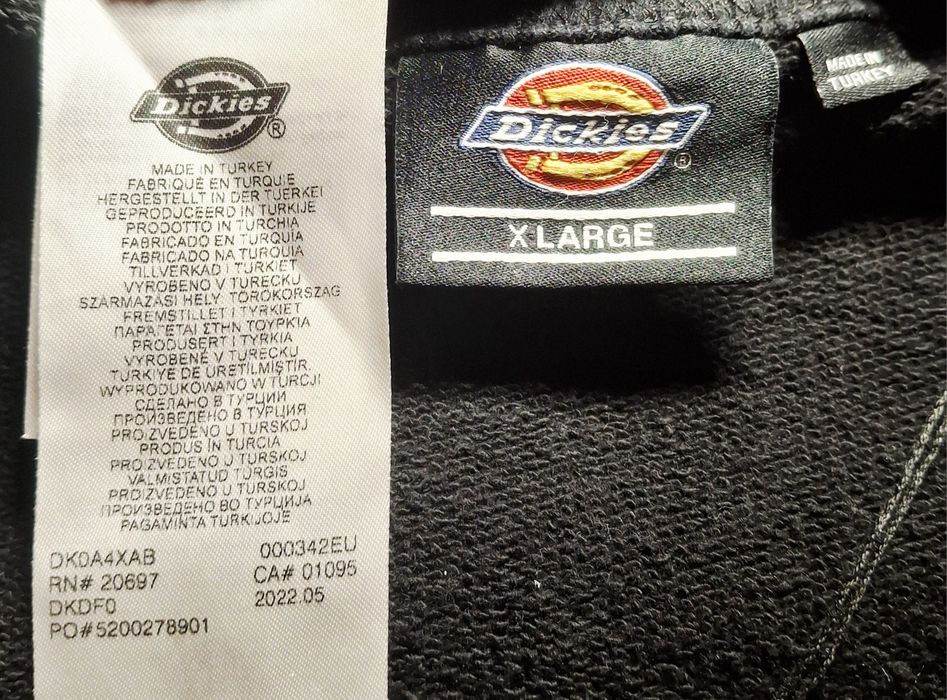 Dickies®
MADE IN TURKEY
FABRIQUÉ EN TURQUIE
HERGESTELLT IN DER TUERKEI
GEPRODUCEERD IN TURKIJE
PRODOTTO IN TURCHIA
FABRICADO EN TURQUÍA
FABRICADO NA TURQUIA
TILLVERKAD I TURKIET
VYROBENO V TURECKU
SZÁRMAZÁSI HELY: TÖRÖKORSZAG
FREMSTILLET I TYRKIET
ΠΑΡΑΓΕΤΑΙ ΣΤΗΝ ΤΟΥΡΚΙΑ
PRODUSERT I TYRKIA
VYROBENÉ V TURECKU
TÜRKIYE DE ÜRETILMIŞTIR
WYPRODUKOWANO W TURCJI
СДЕЛАНО В ТУРЦИИ
ПРОИЗВЕДЕНО В ТУРЦИЯ
PROIZVEDENO U TURSKOJ
PRODUS ÎN TURCIA
PROIZVEDENO U TURSKOJ
VALMISTATUD TÜRGIS
PROIZVEDENO U TURSKOJ
ПРОИЗВЕДЕНО ВО ТУРЦИЈА
PAGAMINTA TURKIJOJE
DK0A4XAB 000342EU
RN# 20697 CA# 01095
DKDF0 2022.05
PO#5200278901
Dickies®
X LARGE
MADE IN
TURKEY